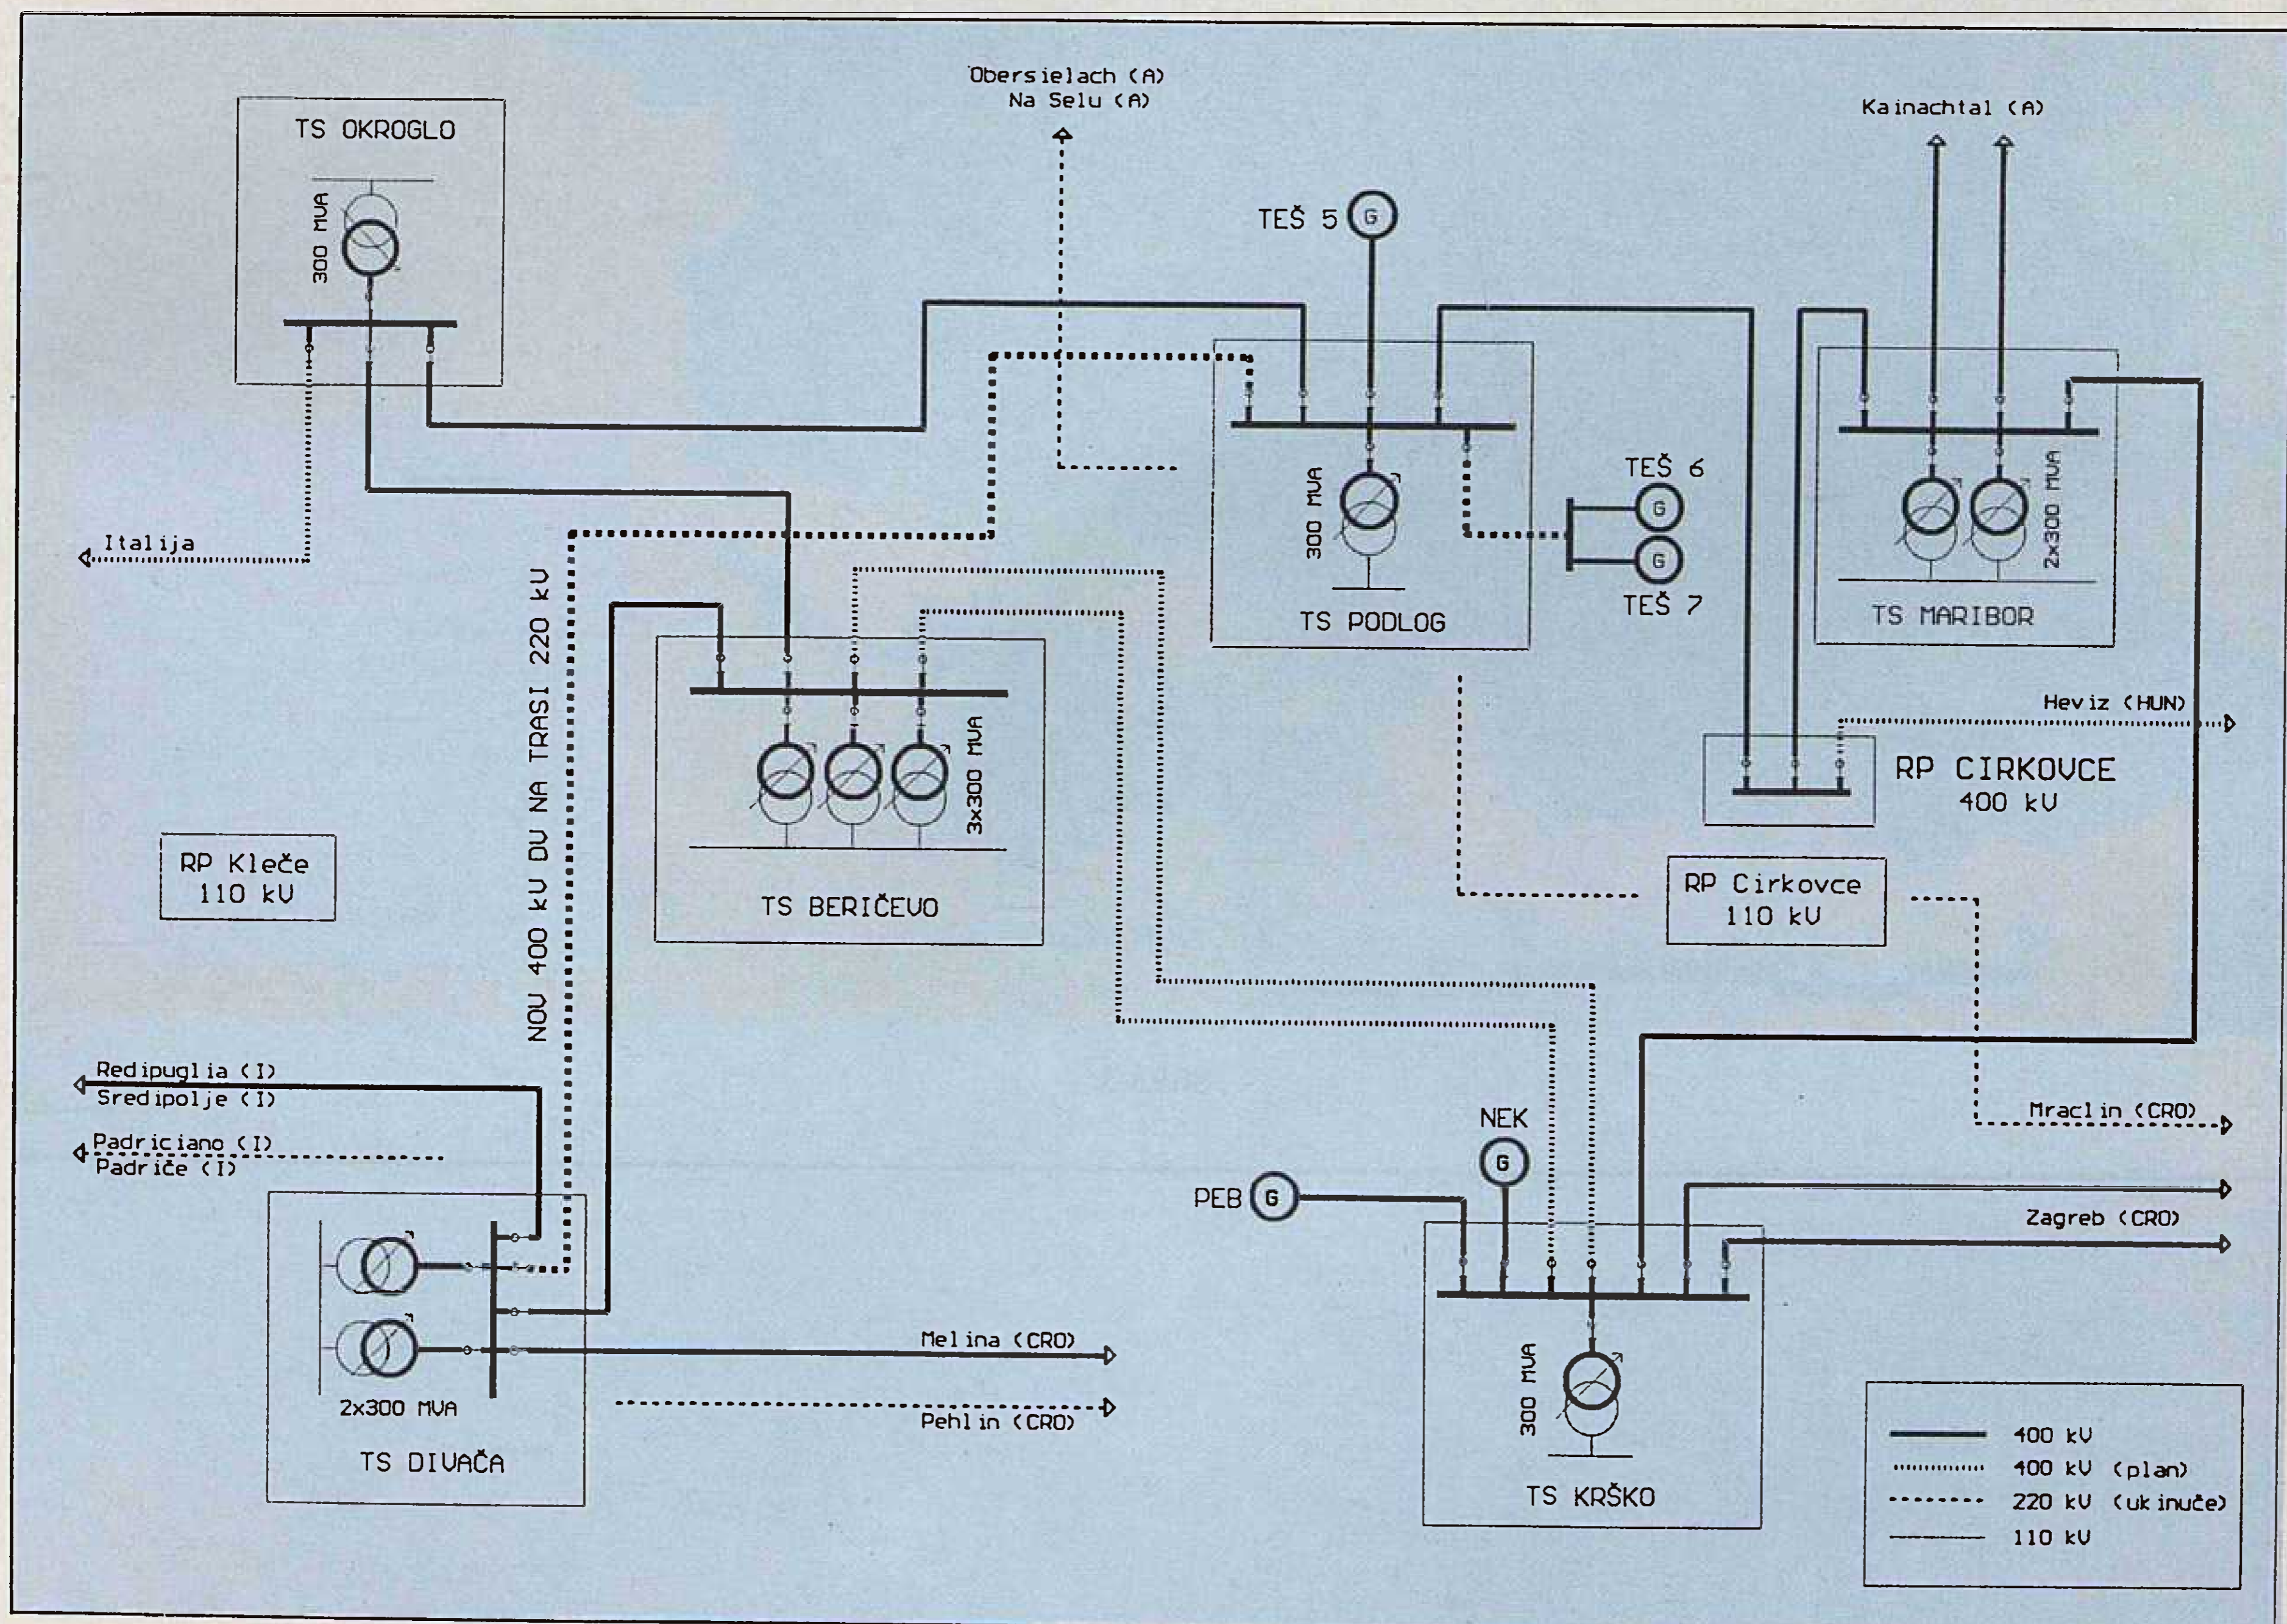 Obersielach (A)
Na Selu (A)
Kainachtal (A)
TS OKROGLO
300 MVA
TEŠ 5
G
Italija
300 MVA
TEŠ 6
G
G
TEŠ 7
TS PODLOG
2x300 MVA
TS MARIBOR
Heviz (HUN)
RP CIRKOVCE
400 kV
NOV 400 kV DV NA TRASI 220 kV
3x300 MVA
TS BERIČEVO
RP Kleče
110 kV
RP Cirkovce
110 kV
Redipuglia (I)
Sredipolje (I)
Padriciano (I)
Padriče (I)
Mraclin (CRO)
NEK
G
PEB
G
Zagreb (CRO)
Melina (CRO)
Pehlin (CRO)
2x300 MVA
TS DIVAČA
300 MVA
TS KRŠKO
400 kV
400 kV (plan)
220 kV (ukinuče)
110 kV